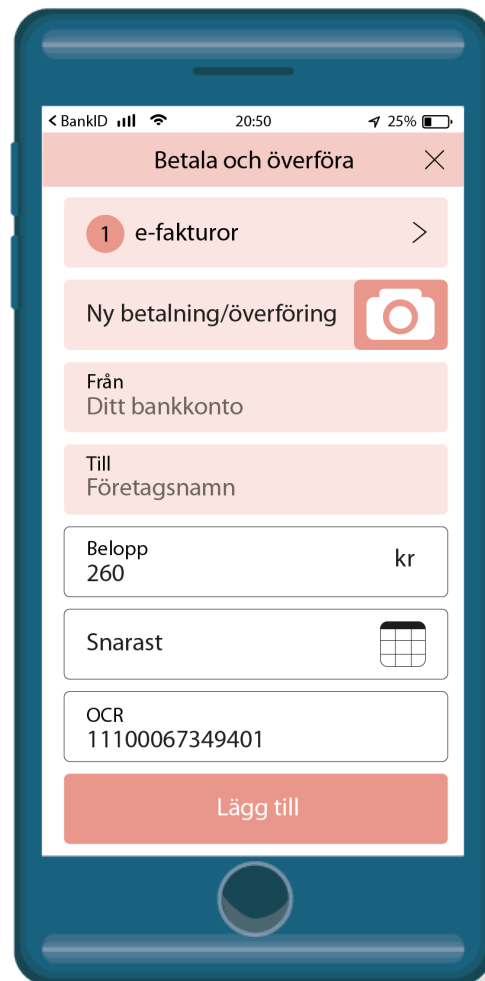 BankID 20:50 25%
Betala och överföra
1 e-fakturor
Ny betalning/överföring
Från
Ditt bankkonto
Till
Företagsnamn
Belopp
260 kr
Snarast
OCR
11100067349401
Lägg till